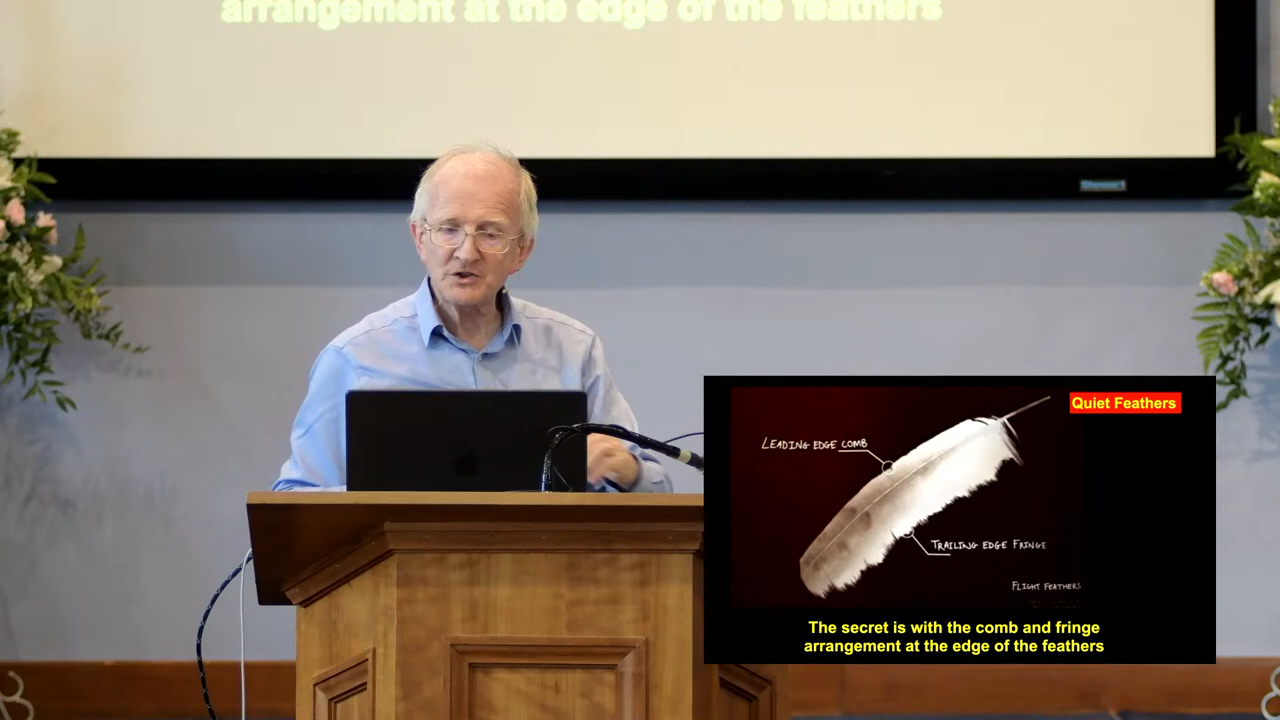 arrangement at the edge of the feathers
Quiet Feathers
LEADING EDGE COMB
TRAILING EDGE FRINGE
FLIGHT FEATHERS
The secret is with the comb and fringe
arrangement at the edge of the feathers